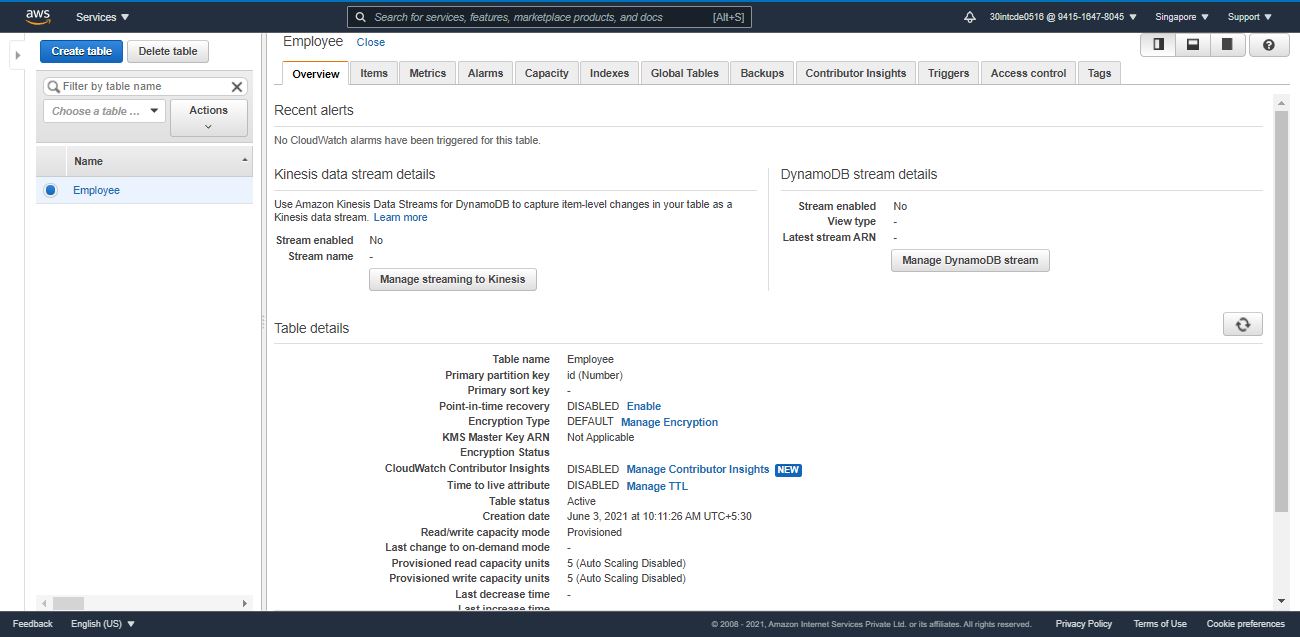 aws Services Search for services, features, marketplace products, and docs [Alt+S] 30intcde0516 @ 9415-1647-8045 Singapore Support
Create table Delete table
Filter by table name
Choose a table ... Actions
Name
Employee
Employee Close
Overview Items Metrics Alarms Capacity Indexes Global Tables Backups Contributor Insights Triggers Access control Tags
Recent alerts
No CloudWatch alarms have been triggered for this table.
Kinesis data stream details
Use Amazon Kinesis Data Streams for DynamoDB to capture item-level changes in your table as a
Kinesis data stream. Learn more
Stream enabled No
Stream name -
Manage streaming to Kinesis
DynamoDB stream details
Stream enabled No
View type -
Latest stream ARN -
Manage DynamoDB stream
Table details
Table name Employee
Primary partition key id (Number)
Primary sort key -
Point-in-time recovery DISABLED Enable
Encryption Type DEFAULT Manage Encryption
KMS Master Key ARN Not Applicable
Encryption Status
CloudWatch Contributor Insights DISABLED Manage Contributor Insights NEW
Time to live attribute DISABLED Manage TTL
Table status Active
Creation date June 3, 2021 at 10:11:26 AM UTC+5:30
Read/write capacity mode Provisioned
Last change to on-demand mode -
Provisioned read capacity units 5 (Auto Scaling Disabled)
Provisioned write capacity units 5 (Auto Scaling Disabled)
Last decrease time -
Last increase time
Feedback English (US) © 2008 - 2021, Amazon Internet Services Private Ltd. or its affiliates. All rights reserved. Privacy Policy Terms of Use Cookie preferences